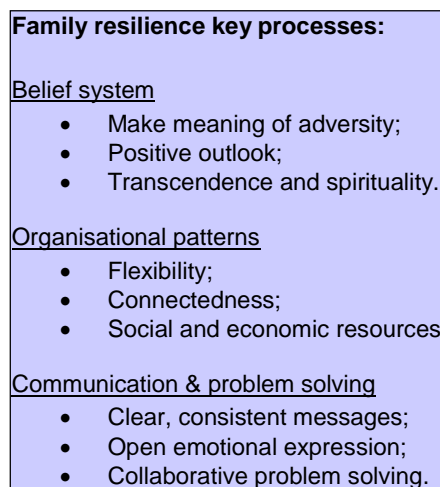 Family resilience key processes:
Belief system
• Make meaning of adversity;
• Positive outlook;
• Transcendence and spirituality.
Organisational patterns
• Flexibility;
• Connectedness;
• Social and economic resources
Communication & problem solving
• Clear, consistent messages;
• Open emotional expression;
• Collaborative problem solving.